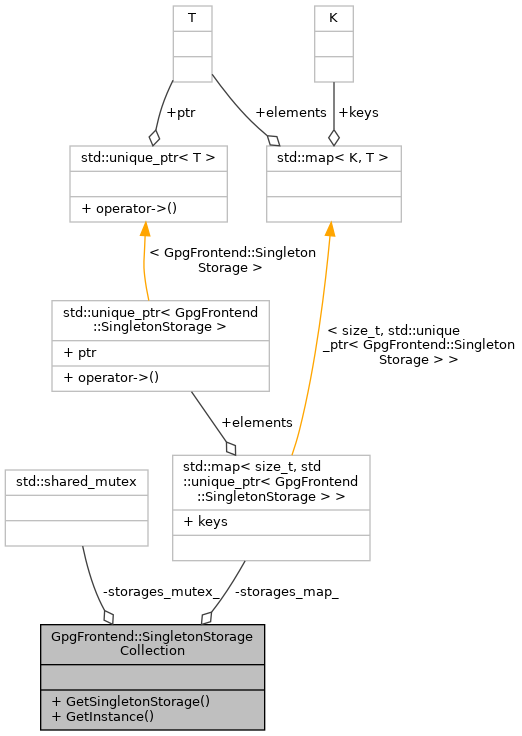 T
K
+ptr
+elements
+keys
std::unique_ptr< T >
+ operator->()
std::map< K, T >
< GpgFrontend::Singleton
Storage >
std::unique_ptr< GpgFrontend
::SingletonStorage >
+ ptr
+ operator->()
< size_t, std::unique
_ptr< GpgFrontend::Singleton
Storage > >
+elements
std::shared_mutex
std::map< size_t, std
::unique_ptr< GpgFrontend
::SingletonStorage > >
+ keys
-storages_mutex_
-storages_map_
GpgFrontend::SingletonStorage
Collection
+ GetSingletonStorage()
+ GetInstance()